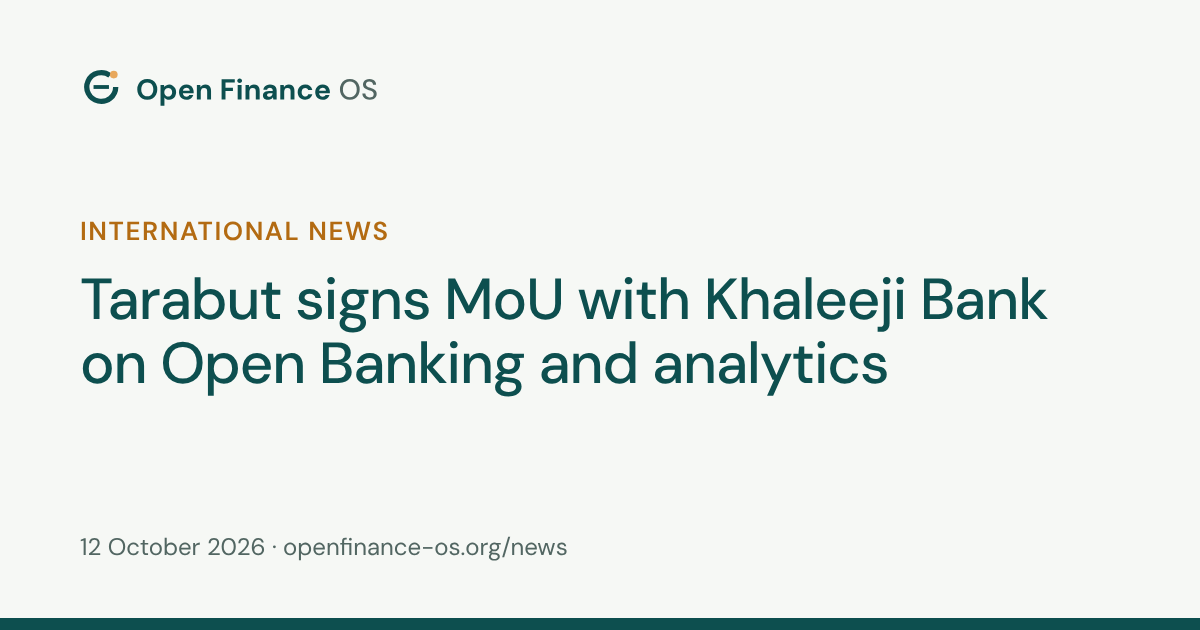 Open Finance OS
INTERNATIONAL NEWS
Tarabut signs MoU with Khaleeji Bank
on Open Banking and analytics
12 October 2026 · openfinance-os.org/news